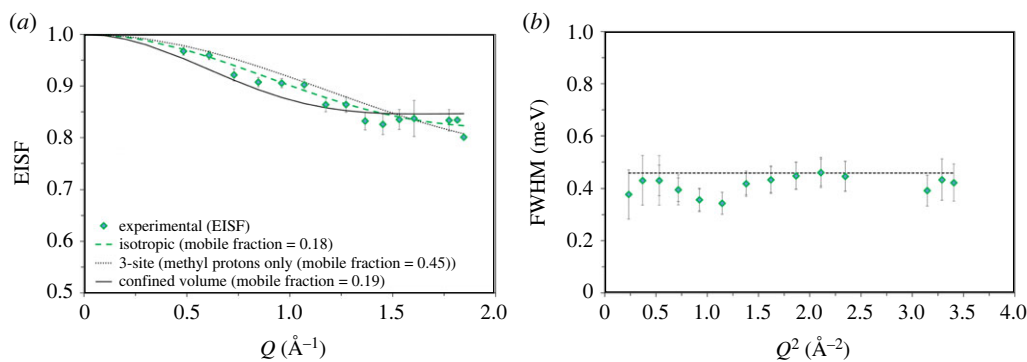 (a)
1.0
0.9
0.8
0.7
0.6
0.5
EISF
experimental (EISF)
isotropic (mobile fraction = 0.18)
3-site (methyl protons only (mobile fraction = 0.45))
confined volume (mobile fraction = 0.19)
0 0.5 1.0 1.5 2.0
Q (Å⁻¹)
(b)
1.0
0.8
0.6
0.4
0.2
0
FWHM (meV)
0 0.5 1.0 1.5 2.0 2.5 3.0 3.5 4.0
Q² (Å⁻²)